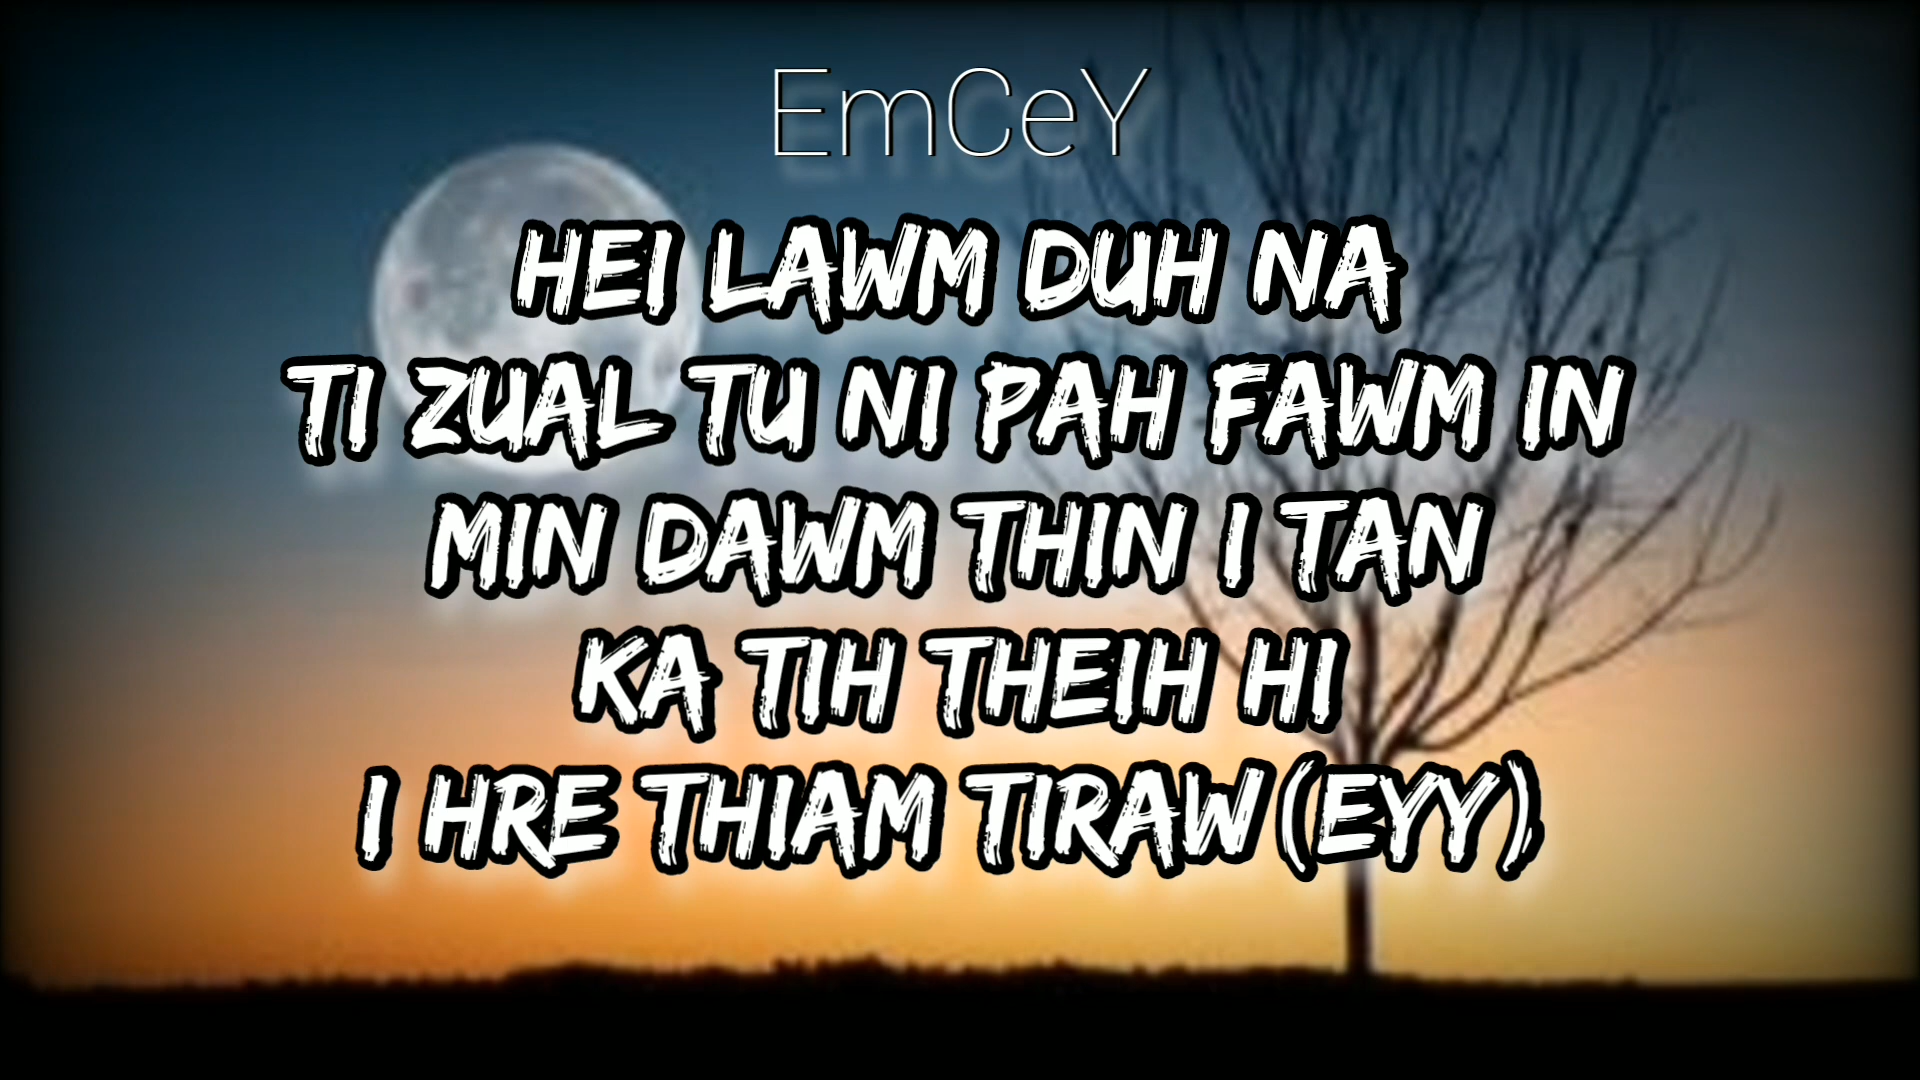 EmCeY
HEI LAWM DUH NA
TI ZUAL TU NI PAH FAWM IN
MIN DAWM THIN I TAN
KA TIH THEIH HI
I HRE THIAM TIRAW (EYY)